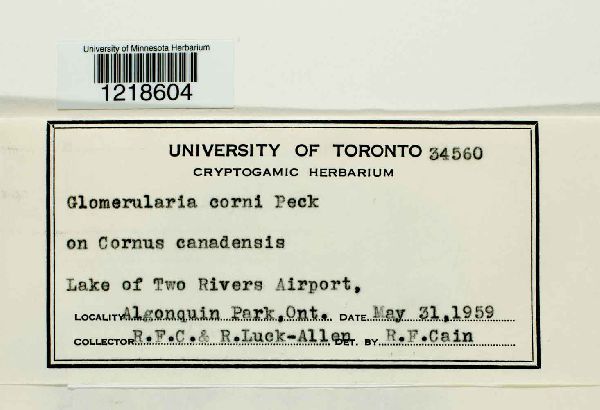 University of Minnesota Herbarium
1218604
UNIVERSITY OF TORONTO 34560
CRYPTOGAMIC HERBARIUM
Glomerularia corni Peck
on Cornus canadensis
Lake of Two Rivers Airport,
LOCALITY Algonquin Park, Ont. DATE May 31, 1959
COLLECTOR R.F.C. & R.Luck-Allen DET. BY R.F.Cain